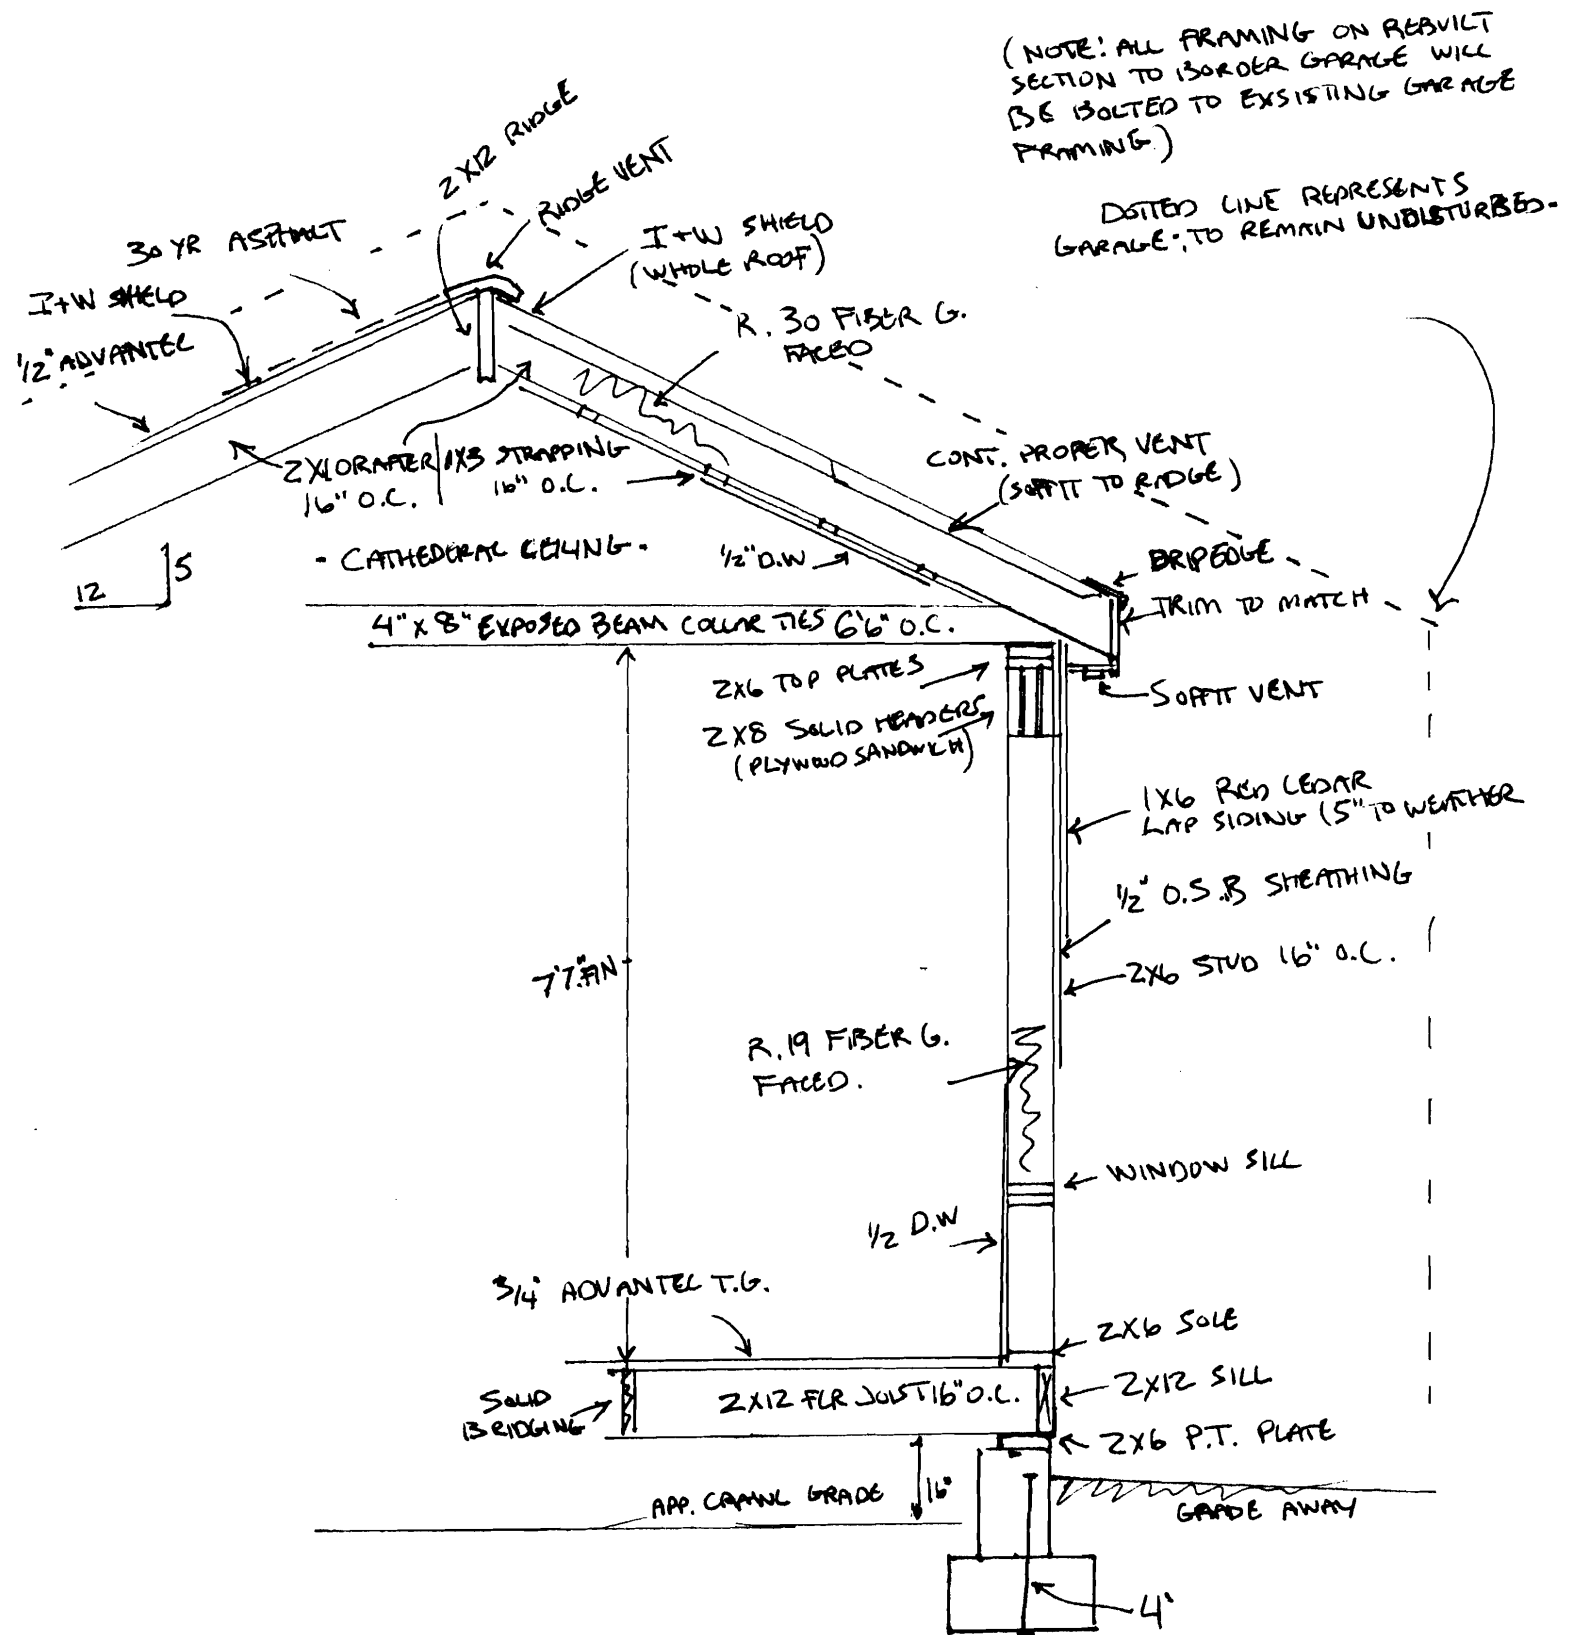 (NOTE: ALL FRAMING ON REBUILT
SECTION TO BORDER GARAGE WILL
BE BOLTED TO EXSISTING GARAGE
FRAMING)
DOTTED LINE REPRESENTS
GARAGE; TO REMAIN UNDISTURBED.
2X12 RIDGE
RIDGE VENT
30 YR ASPHALT
I+W SHIELD
(WHOLE ROOF)
I+W SHIELD
1/2" ADVANTEC
R. 30 FIBER G.
FACED
2X10 RAFTER
16" O.C.
1X3 STRAPPING
16" O.C.
CONT. PROPER VENT
(SOFFIT TO RIDGE)
- CATHEDERAL CEILING -
1/2" D.W
12
5
DRIPEDGE
TRIM TO MATCH
4" X 8" EXPOSED BEAM COLLAR TIES 6'6" O.C.
2X6 TOP PLATES
SOFFIT VENT
2X8 SOLID HEADERS
(PLYWOOD SANDWICH)
1X6 RED CEDAR
LAP SIDING (5" TO WEATHER
1/2" O.S.B SHEATHING
2X6 STUD 16" O.C.
7'7" FIN
R. 19 FIBER G.
FACED.
WINDOW SILL
1/2 D.W
3/4" ADVANTEC T.G.
2X6 SOLE
SOLID
BRIDGING
2X12 FLR JOIST 16" O.C.
2X12 SILL
2X6 P.T. PLATE
APP. CRAWL GRADE
16"
GRADE AWAY
4'